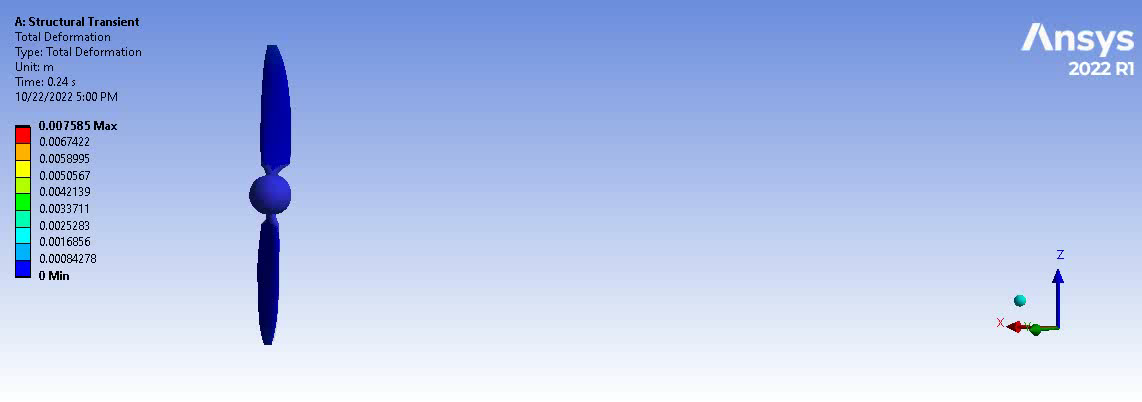 A: Structural Transient
Total Deformation
Type: Total Deformation
Unit: m
Time: 0.24 s
10/22/2022 5:00 PM
0.007585 Max
0.0067422
0.0058995
0.0050567
0.0042139
0.0033711
0.0025283
0.0016856
0.00084278
0 Min
Ansys
2022 R1
Z
X
Y